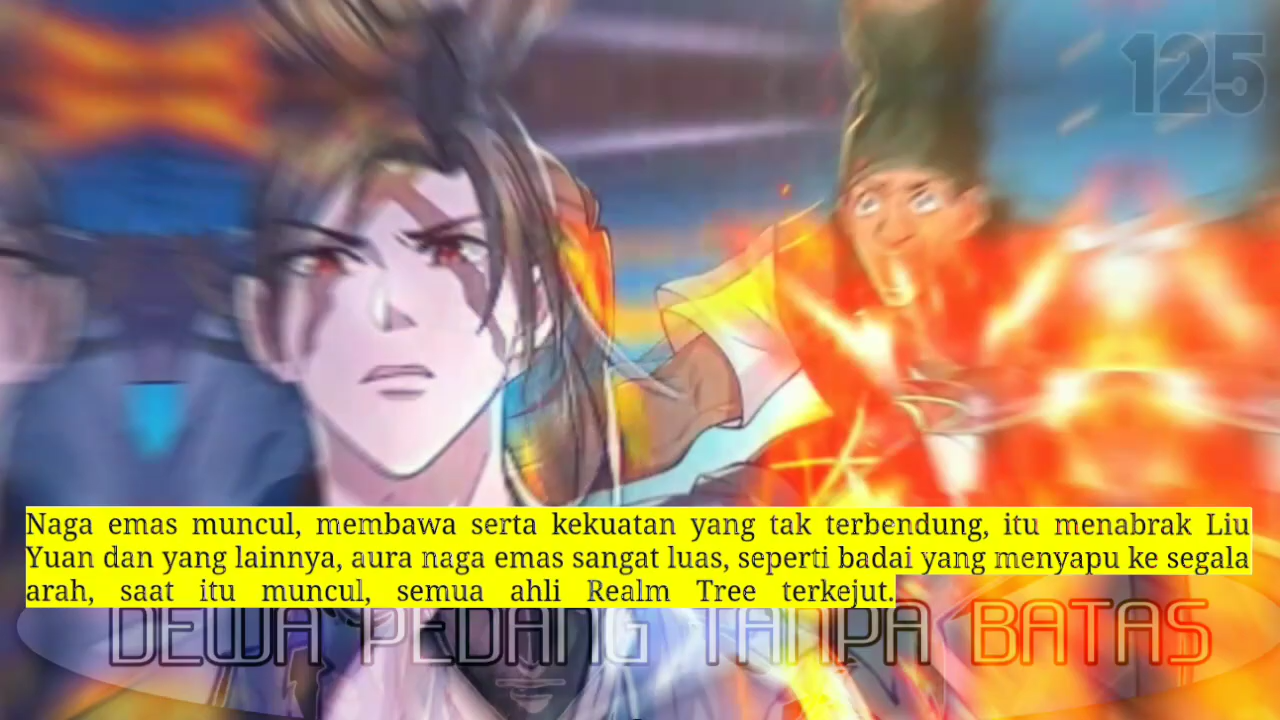 125
Naga emas muncul, membawa serta kekuatan yang tak terbendung, itu menabrak Liu
Yuan dan yang lainnya, aura naga emas sangat luas, seperti badai yang menyapu ke segala
arah, saat itu muncul, semua ahli Realm Tree terkejut.
DEWA PEDANG TANPA BATAS